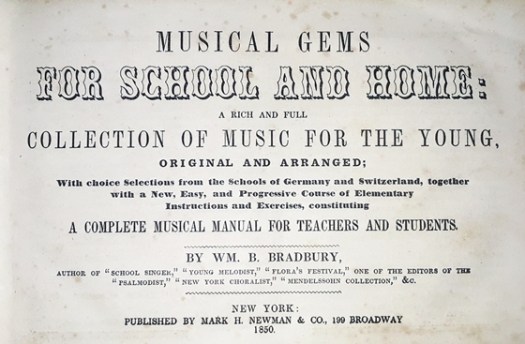 MUSICAL GEMS
FOR SCHOOL AND HOME:
A RICH AND FULL
COLLECTION OF MUSIC FOR THE YOUNG,
ORIGINAL AND ARRANGED;
With choice Selections from the Schools of Germany and Switzerland, together
with a New, Easy, and Progressive Course of Elementary
Instructions and Exercises, constituting
A COMPLETE MUSICAL MANUAL FOR TEACHERS AND STUDENTS.
BY WM. B. BRADBURY,
AUTHOR OF "SCHOOL SINGER," "YOUNG MELODIST," "FLORA'S FESTIVAL," ONE OF THE EDITORS OF THE
"PSALMODIST," "NEW YORK CHORALIST," "MENDELSSOHN COLLECTION," &C.
NEW YORK:
PUBLISHED BY MARK H. NEWMAN & CO., 199 BROADWAY
1850.